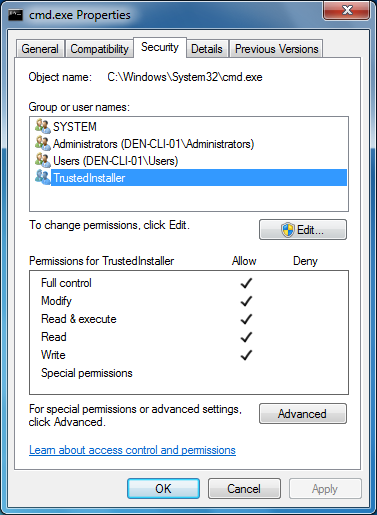 cmd.exe Properties
General Compatibility Security Details Previous Versions
Object name: C:\Windows\System32\cmd.exe
Group or user names:
SYSTEM
Administrators (DEN-CLI-01\Administrators)
Users (DEN-CLI-01\Users)
TrustedInstaller
To change permissions, click Edit.
Edit...
Permissions for TrustedInstaller Allow Deny
Full control
Modify
Read & execute
Read
Write
Special permissions
For special permissions or advanced settings,
click Advanced.
Advanced
Learn about access control and permissions
OK Cancel Apply